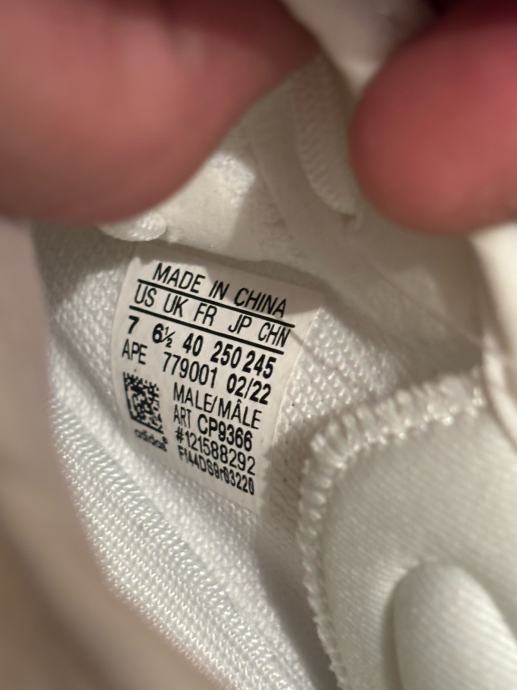 MADE IN CHINA
US UK FR JP CHN
7 6½ 40 250 245
APE 779001 02/22
MALE/MÂLE
ART CP9366
#121588292
adidas